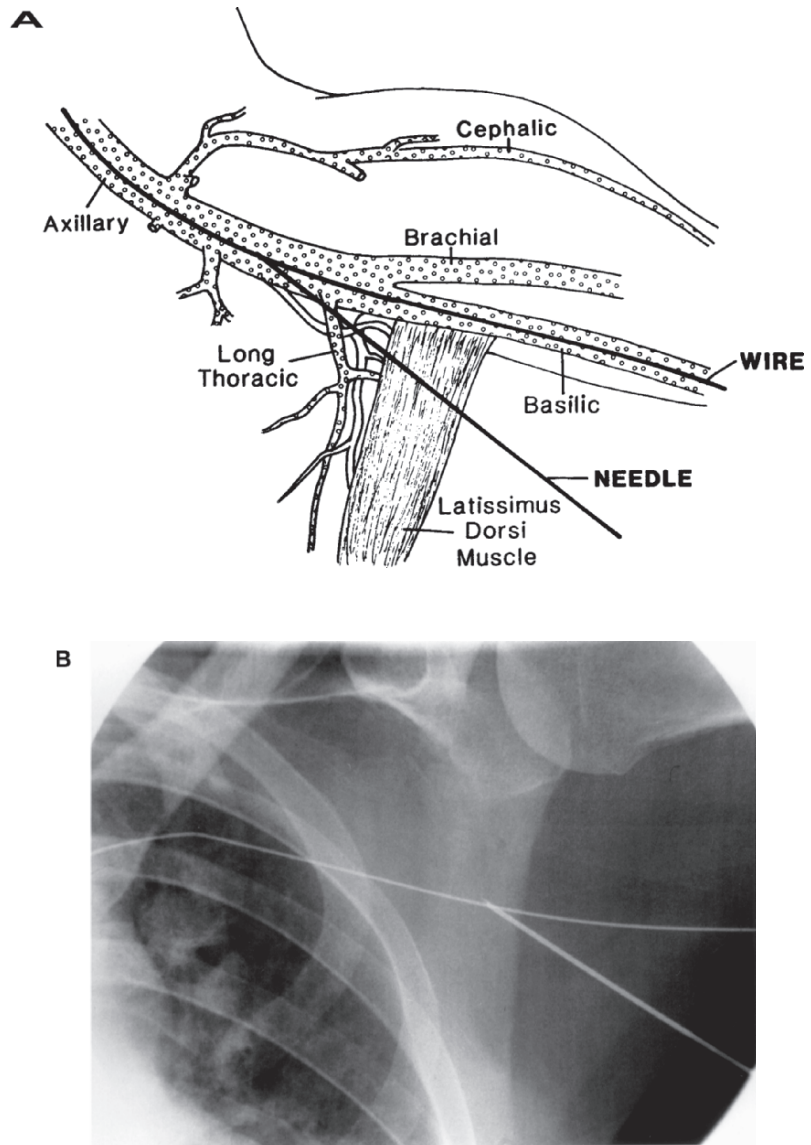 A
Cephalic
Axillary
Brachial
Long
Thoracic
WIRE
Basilic
NEEDLE
Latissimus
Dorsi
Muscle
B